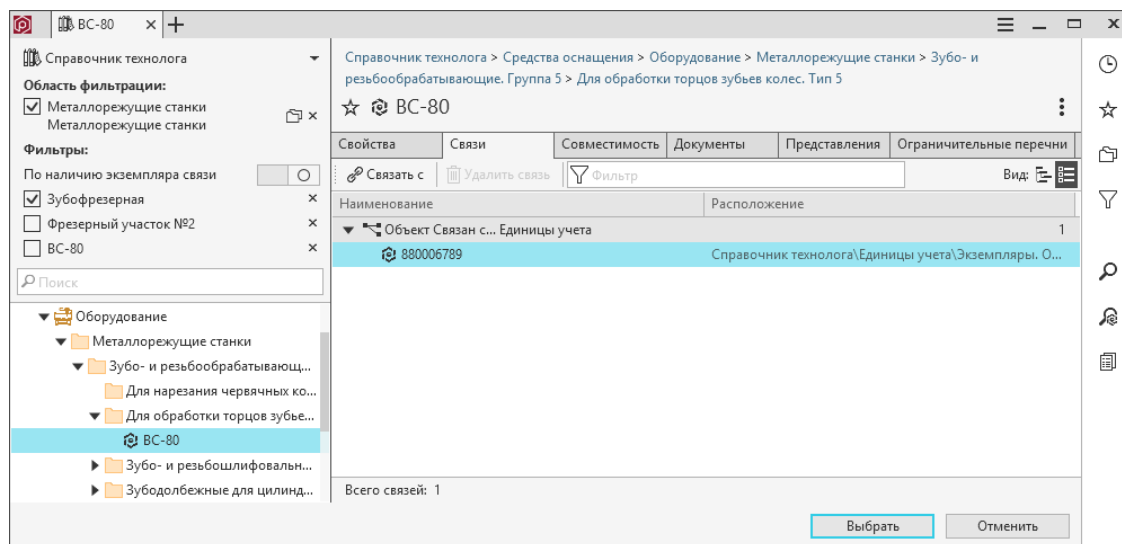 ВС-80
Справочник технолога
Область фильтрации:
Металлорежущие станки
Металлорежущие станки
Фильтры:
По наличию экземпляра связи
Зубофрезерная
Фрезерный участок №2
ВС-80
Поиск
Оборудование
Металлорежущие станки
Зубо- и резьбообрабатывающ...
Для нарезания червячных ко...
Для обработки торцов зубье...
ВС-80
Зубо- и резьбошлифовальн...
Зубодолбежные для цилинд...
Справочник технолога > Средства оснащения > Оборудование > Металлорежущие станки > Зубо- и
резьбообрабатывающие. Группа 5 > Для обработки торцов зубьев колес. Тип 5
ВС-80
Свойства Связи Совместимость Документы Представления Ограничительные перечни
Связать с Удалить связь Фильтр Вид:
Наименование Расположение
Объект Связан с... Единицы учета 1
880006789 Справочник технолога\Единицы учета\Экземпляры. О...
Всего связей: 1
Выбрать Отменить